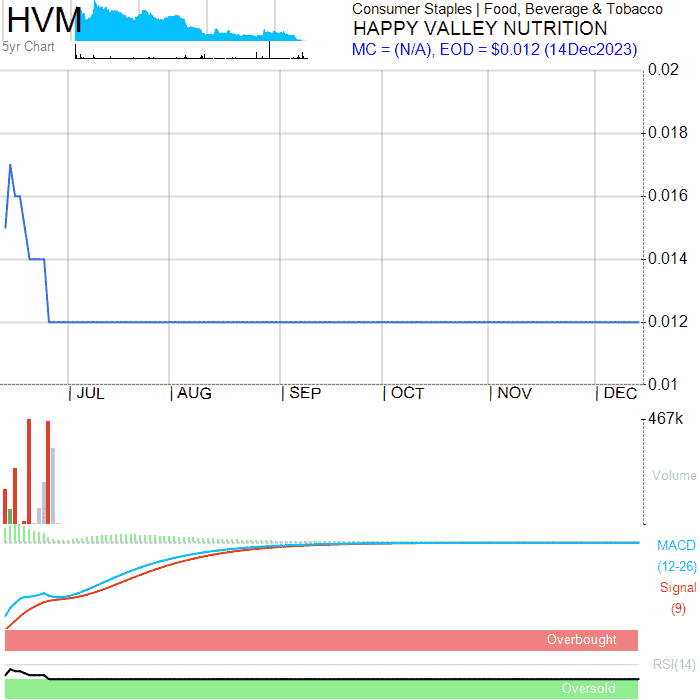 HVM
5yr Chart
Consumer Staples | Food, Beverage & Tobacco
HAPPY VALLEY NUTRITION
MC = (N/A), EOD = $0.012 (14Dec2023)
0.02
0.018
0.016
0.014
0.012
0.01
JUL AUG SEP OCT NOV DEC
467k
Volume
MACD
(12-26)
Signal
(9)
Overbought
RSI(14)
Oversold